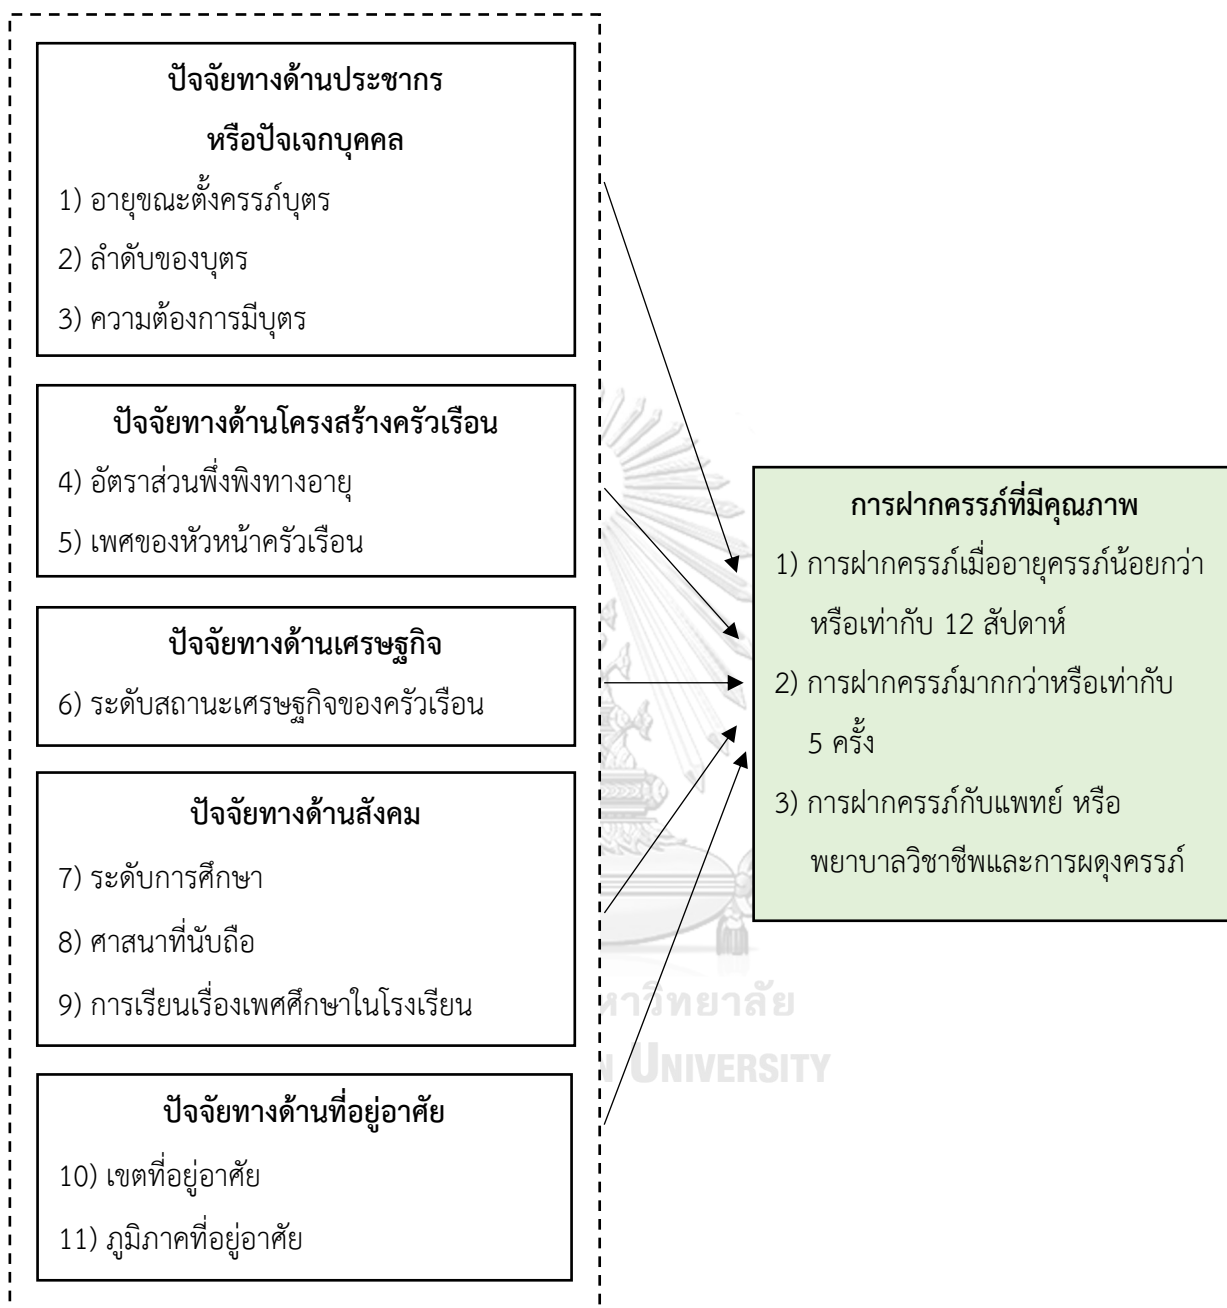 ปัจจัยทางด้านประชากร
หรือปัจเจกบุคคล
1) อายุขณะตั้งครรภ์บุตร
2) ลำดับของบุตร
3) ความต้องการมีบุตร
ปัจจัยทางด้านโครงสร้างครัวเรือน
4) อัตราส่วนพึ่งพิงทางอายุ
5) เพศของหัวหน้าครัวเรือน
ปัจจัยทางด้านเศรษฐกิจ
6) ระดับสถานะเศรษฐกิจของครัวเรือน
ปัจจัยทางด้านสังคม
7) ระดับการศึกษา
8) ศาสนาที่นับถือ
9) การเรียนเรื่องเพศศึกษาในโรงเรียน
ปัจจัยทางด้านที่อยู่อาศัย
10) เขตที่อยู่อาศัย
11) ภูมิภาคที่อยู่อาศัย
การฝากครรภ์ที่มีคุณภาพ
1) การฝากครรภ์เมื่ออายุครรภ์น้อยกว่า
หรือเท่ากับ 12 สัปดาห์
2) การฝากครรภ์มากกว่าหรือเท่ากับ
5 ครั้ง
3) การฝากครรภ์กับแพทย์ หรือ
พยาบาลวิชาชีพและการผดุงครรภ์
หาวิทยาลัย
N UNIVERSITY